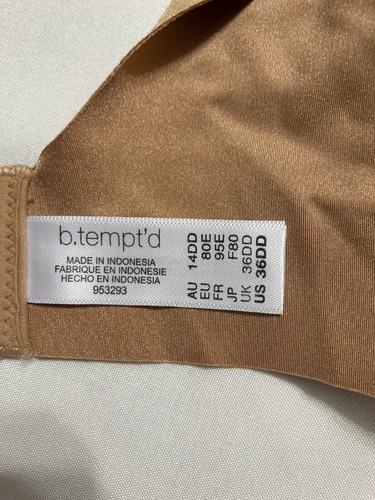 b.tempt'd
MADE IN INDONESIA
FABRIQUE EN INDONESIE
HECHO EN INDONESIA
953293
AU 14DD
EU 80E
FR 95E
JP F80
UK 36DD
US 36DD